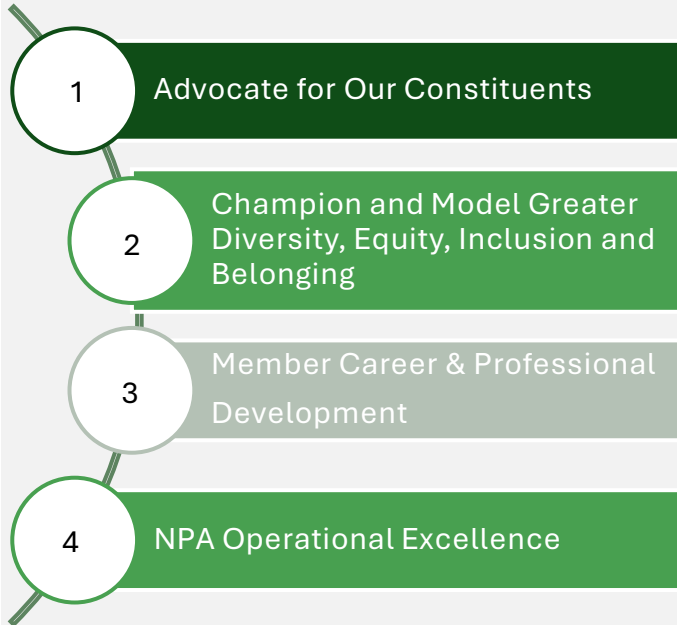 1
Advocate for Our Constituents
2
Champion and Model Greater
Diversity, Equity, Inclusion and
Belonging
3
Member Career & Professional
Development
4
NPA Operational Excellence